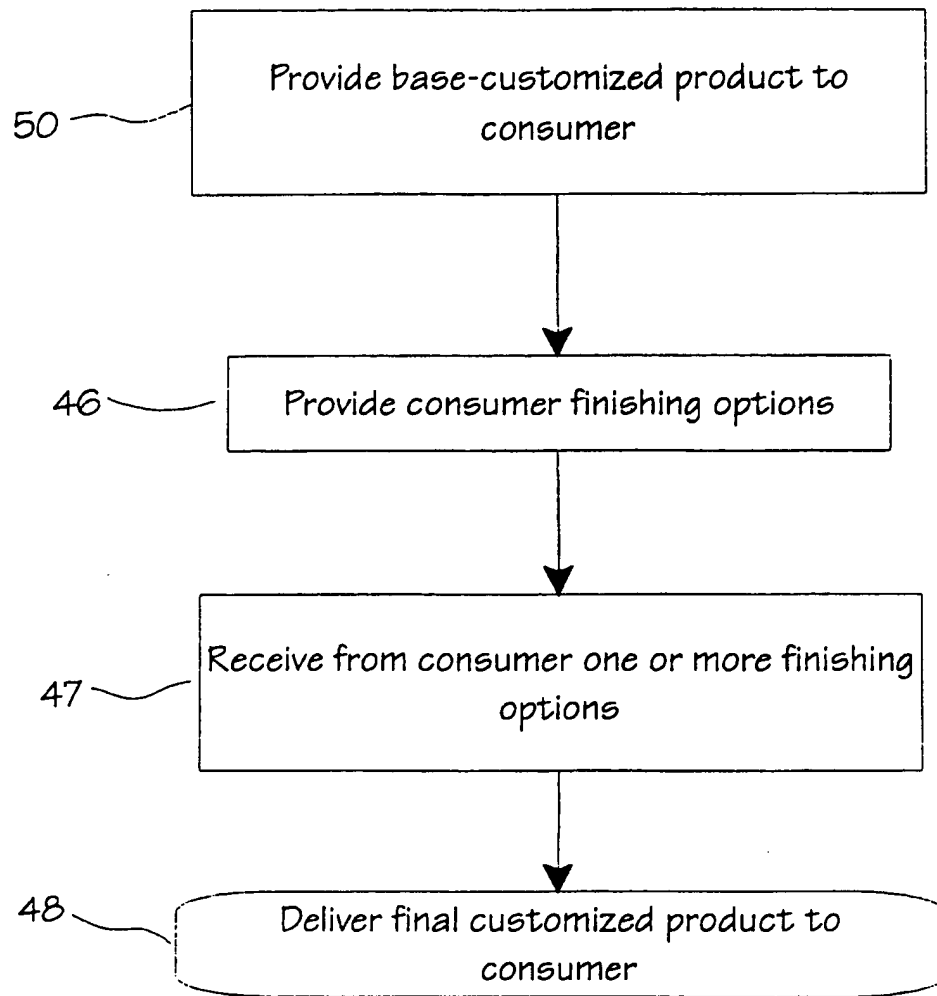 Provide base-customized product to
50
consumer
46
Provide consumer finishing options
Receive from consumer one or more finishing
47
options
48
Deliver final customized product to
consumer